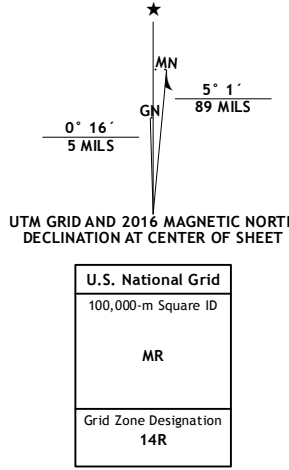 ★
MN
5° 1´
89 MILS
GN
0° 16´
5 MILS
UTM GRID AND 2016 MAGNETIC NORTH
DECLINATION AT CENTER OF SHEET
U.S. National Grid
100,000-m Square ID
MR
Grid Zone Designation
14R